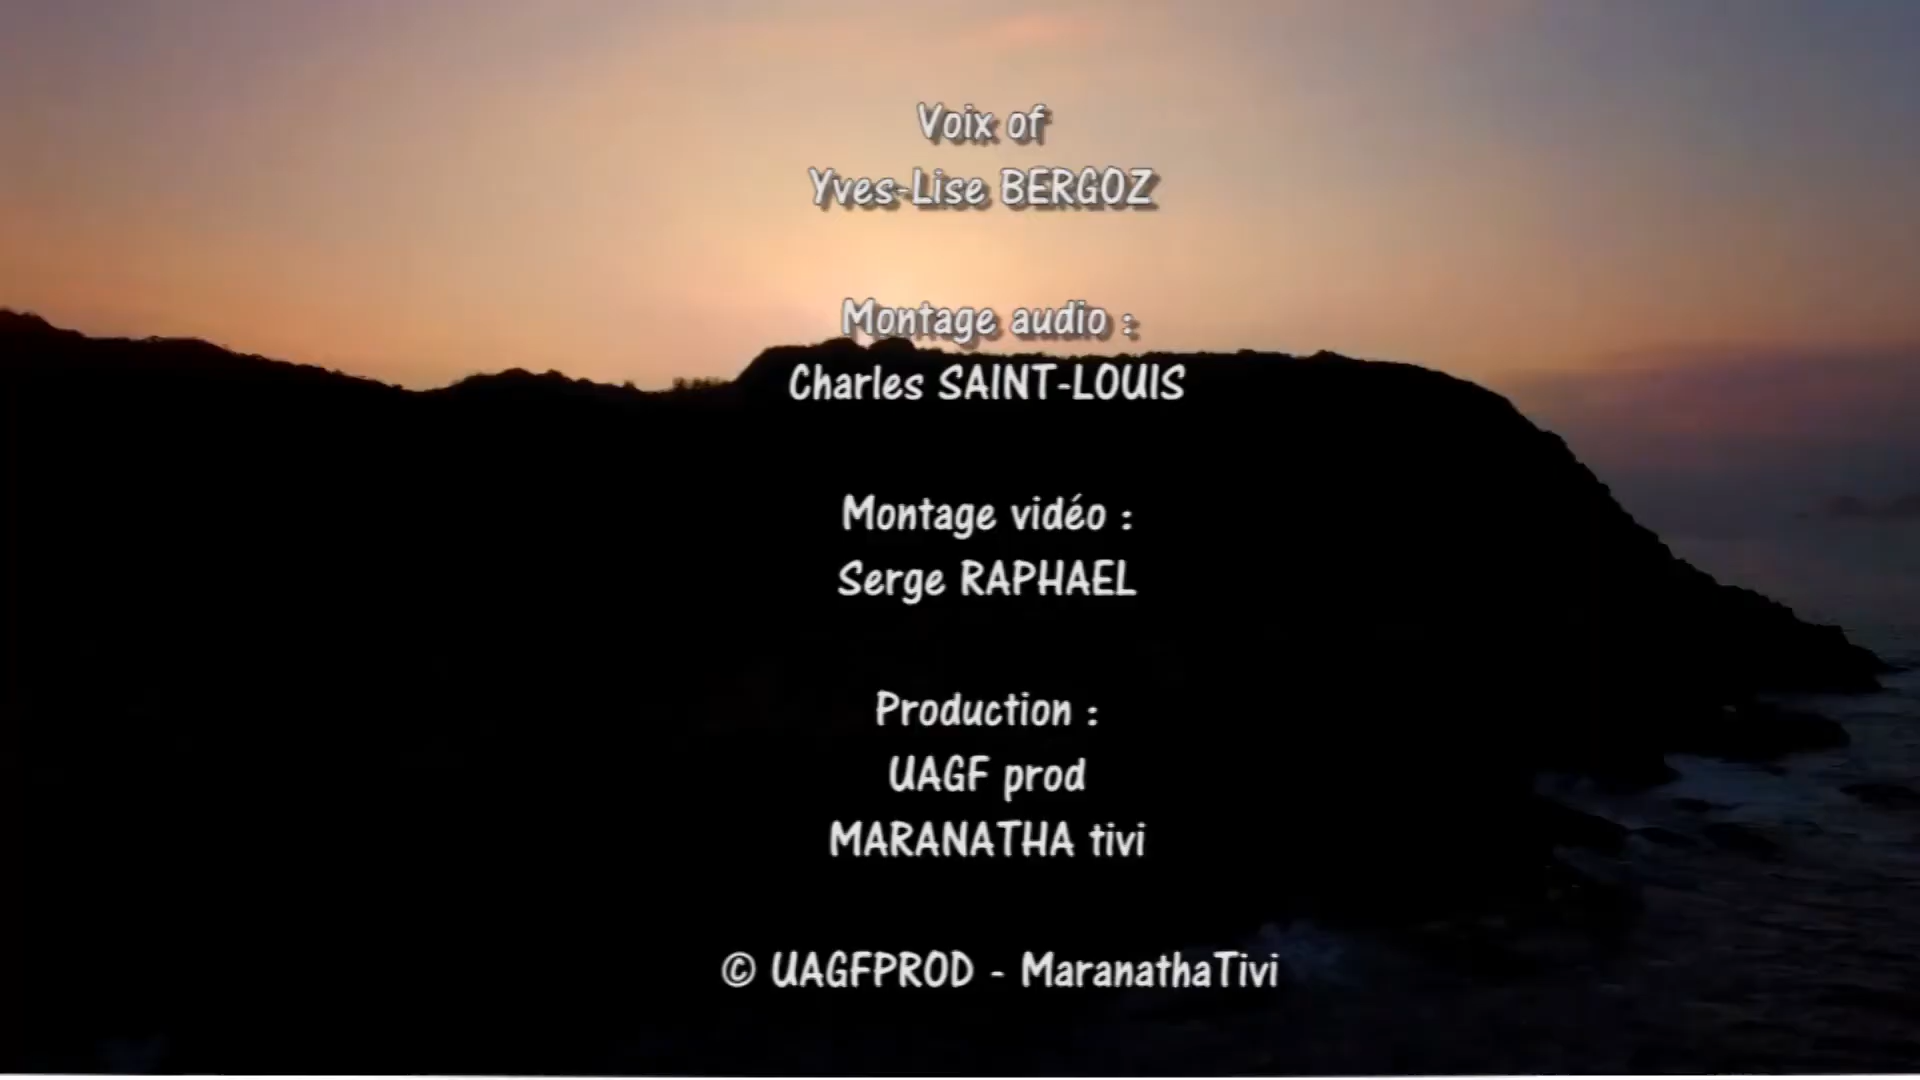 Voix of
Yves-Lise BERGOZ
Montage audio :
Charles SAINT-LOUIS
Montage vidéo :
Serge RAPHAEL
Production :
UAGF prod
MARANATHA tivi
© UAGFPROD - MaranathaTivi